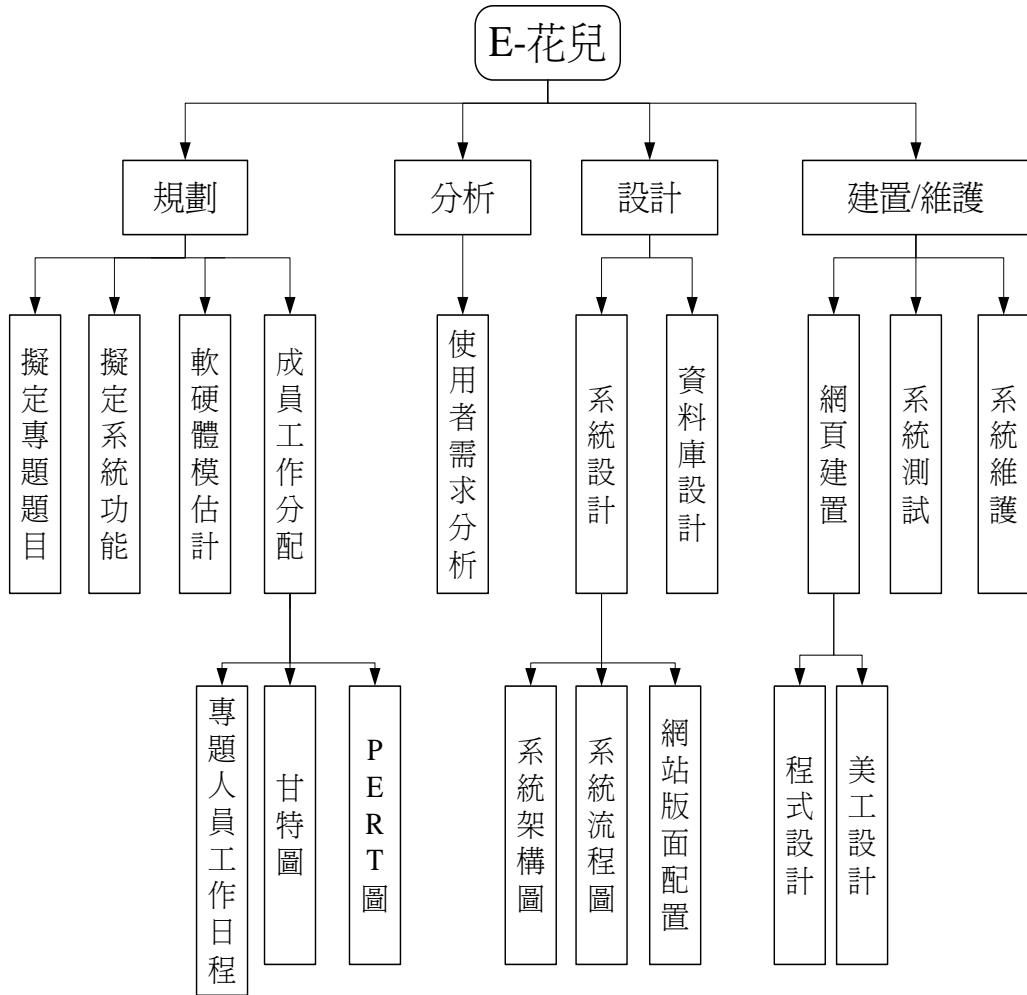 E-花兒
規劃
分析
設計
建置/維護
擬定專題題目
擬定系統功能
軟硬體模估計
成員工作分配
使用者需求分析
系統設計
資料庫設計
網頁建置
系統測試
系統維護
專題人員工作日程
甘特圖
PERT圖
系統架構圖
系統流程圖
網站版面配置
程式設計
美工設計